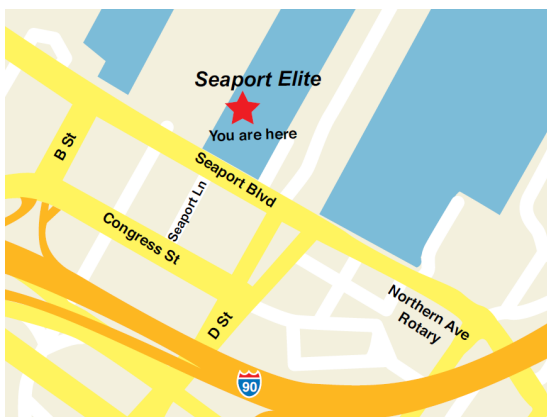 Seaport Elite
You are here
B St
Seaport Blvd
Seaport Ln
Congress St
D St
Northern Ave
Rotary
90